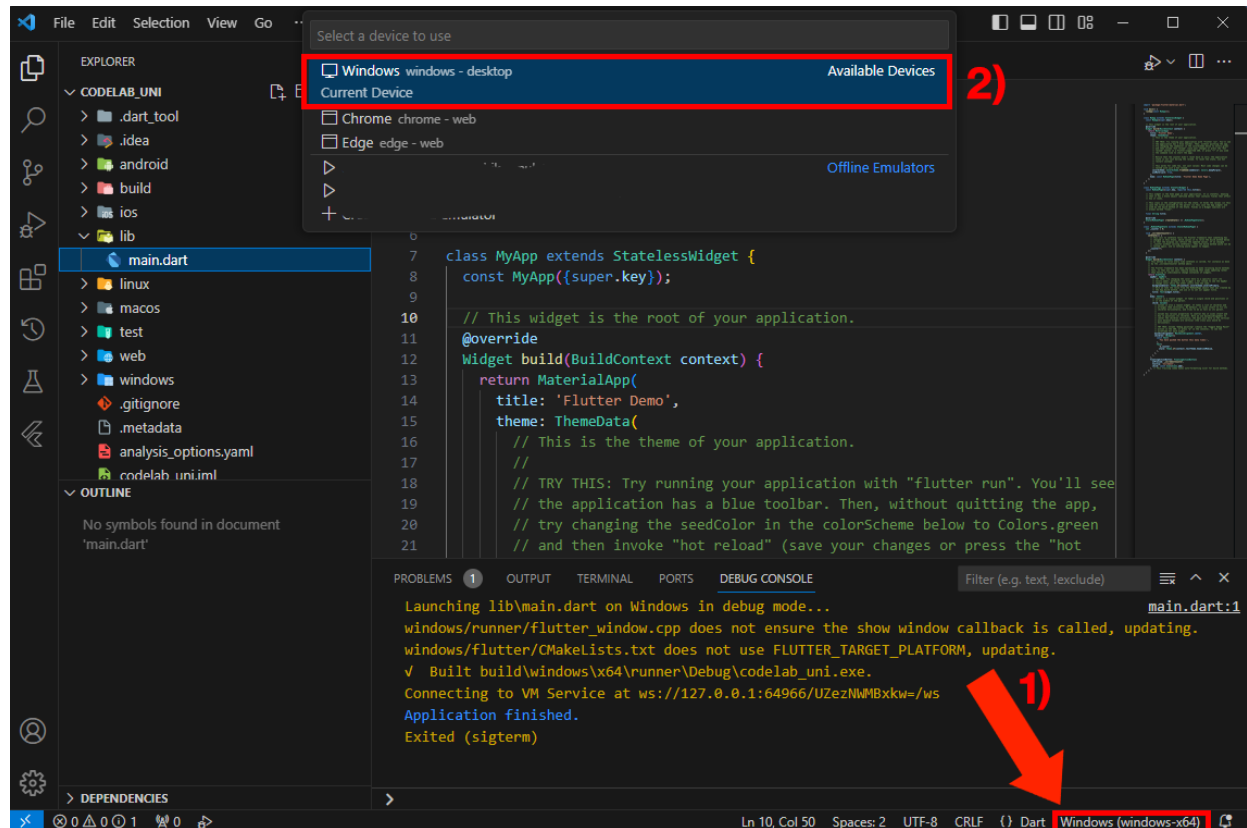 File Edit Selection View Go ··
Select a device to use
Windows windows - desktop Available Devices
Current Device
Chrome chrome - web
Edge edge - web
Offline Emulators
2)
EXPLORER
CODELAB_UNI
.dart_tool
.idea
android
build
ios
lib
main.dart
linux
macos
test
web
windows
.gitignore
.metadata
analysis_options.yaml
codelab_uni.iml
OUTLINE
No symbols found in document
'main.dart'
DEPENDENCIES
6
7 class MyApp extends StatelessWidget {
8 const MyApp({super.key});
9
10 // This widget is the root of your application.
11 @override
12 Widget build(BuildContext context) {
13 return MaterialApp(
14 title: 'Flutter Demo',
15 theme: ThemeData(
16 // This is the theme of your application.
17 //
18 // TRY THIS: Try running your application with "flutter run". You'll see
19 // the application has a blue toolbar. Then, without quitting the app,
20 // try changing the seedColor in the colorScheme below to Colors.green
21 // and then invoke "hot reload" (save your changes or press the "hot
PROBLEMS 1 OUTPUT TERMINAL PORTS DEBUG CONSOLE Filter (e.g. text, !exclude)
Launching lib\main.dart on Windows in debug mode... main.dart:1
windows/runner/flutter_window.cpp does not ensure the show window callback is called, updating.
windows/flutter/CMakeLists.txt does not use FLUTTER_TARGET_PLATFORM, updating.
√ Built build\windows\x64\runner\Debug\codelab_uni.exe.
Connecting to VM Service at ws://127.0.0.1:64966/UZezNWMBxkw=/ws
Application finished.
Exited (sigterm)
1)
0 0 1 0 Ln 10, Col 50 Spaces: 2 UTF-8 CRLF {} Dart Windows (windows-x64)